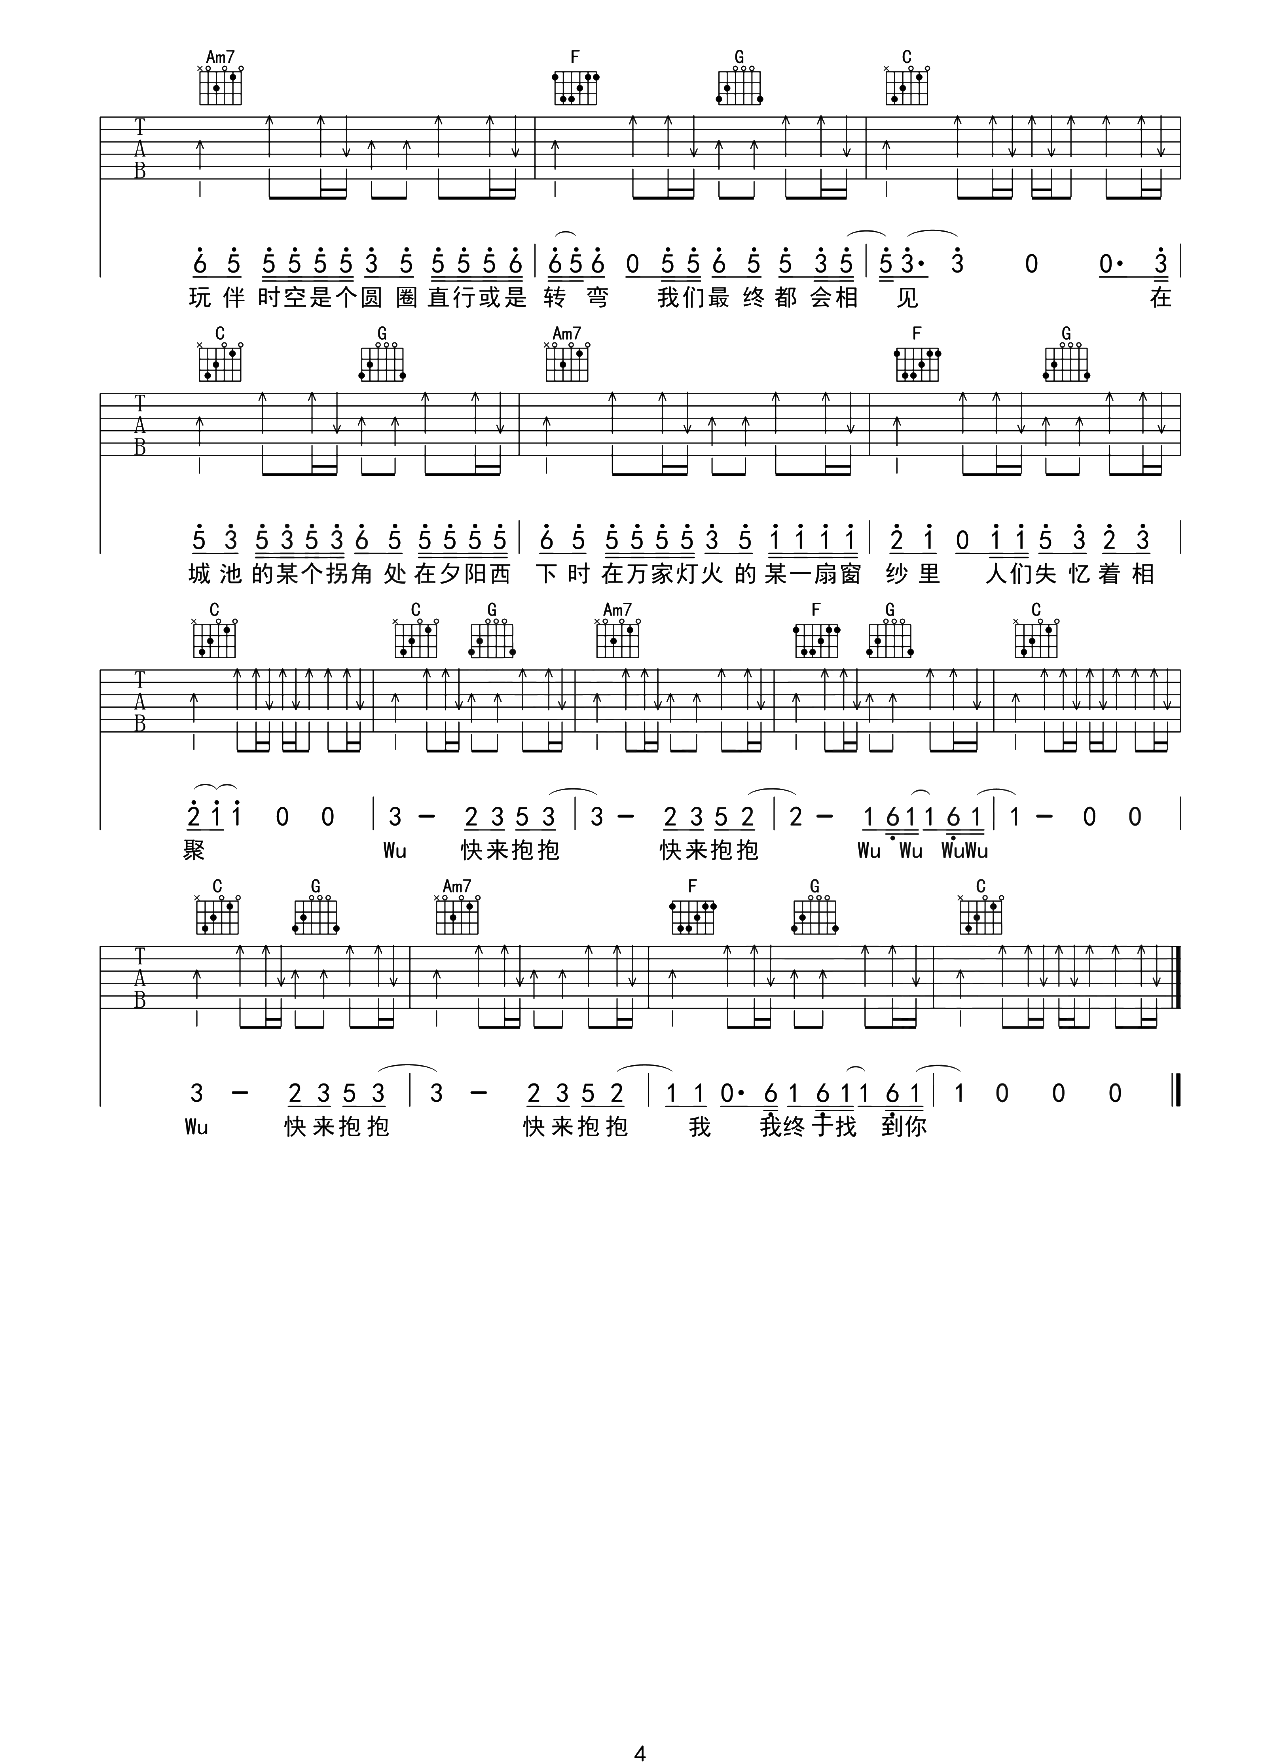 Am7 F G C
T A B
6 5 5 5 5 5 3 5 5 5 5 6 | 6 5 6 0 5 5 6 5 5 3 5 | 5 3· 3 0 0· 3 |
玩伴时空是个圆圈直行或是转弯 我们最终都会相见 在
C G Am7 F G
T A B
5 3 5 3 5 3 6 5 5 5 5 5 | 6 5 5 5 5 5 3 5 1 1 1 1 | 2 1 0 1 1 5 3 2 3 |
城池的某个拐角处在夕阳西下时在万家灯火的某一扇窗纱里 人们失忆着相
C C G Am7 F G C
T A B
2 1 1 0 0 | 3 - 2 3 5 3 | 3 - 2 3 5 2 | 2 - 1 6 1 1 6 1 | 1 - 0 0 |
聚 Wu 快来抱抱 快来抱抱 Wu Wu WuWu
C G Am7 F G C
T A B
3 - 2 3 5 3 | 3 - 2 3 5 2 | 1 1 0· 6 1 6 1 1 6 1 | 1 0 0 0
Wu 快来抱抱 快来抱抱 我 我终于找 到你
4